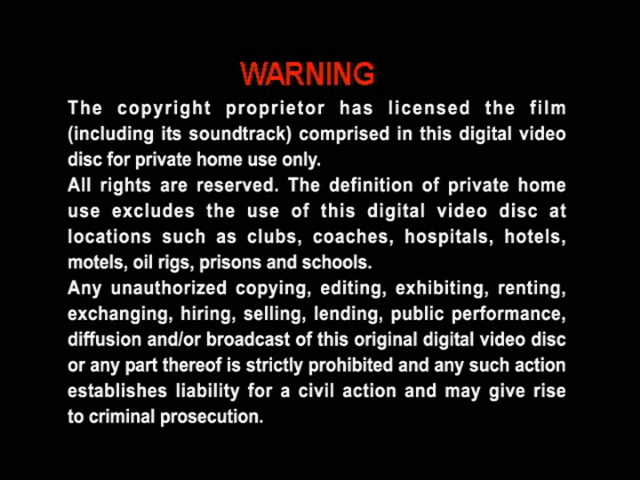 WARNING
The copyright proprietor has licensed the film
(including its soundtrack) comprised in this digital video
disc for private home use only.
All rights are reserved. The definition of private home
use excludes the use of this digital video disc at
locations such as clubs, coaches, hospitals, hotels,
motels, oil rigs, prisons and schools.
Any unauthorized copying, editing, exhibiting, renting,
exchanging, hiring, selling, lending, public performance,
diffusion and/or broadcast of this original digital video disc
or any part thereof is strictly prohibited and any such action
establishes liability for a civil action and may give rise
to criminal prosecution.